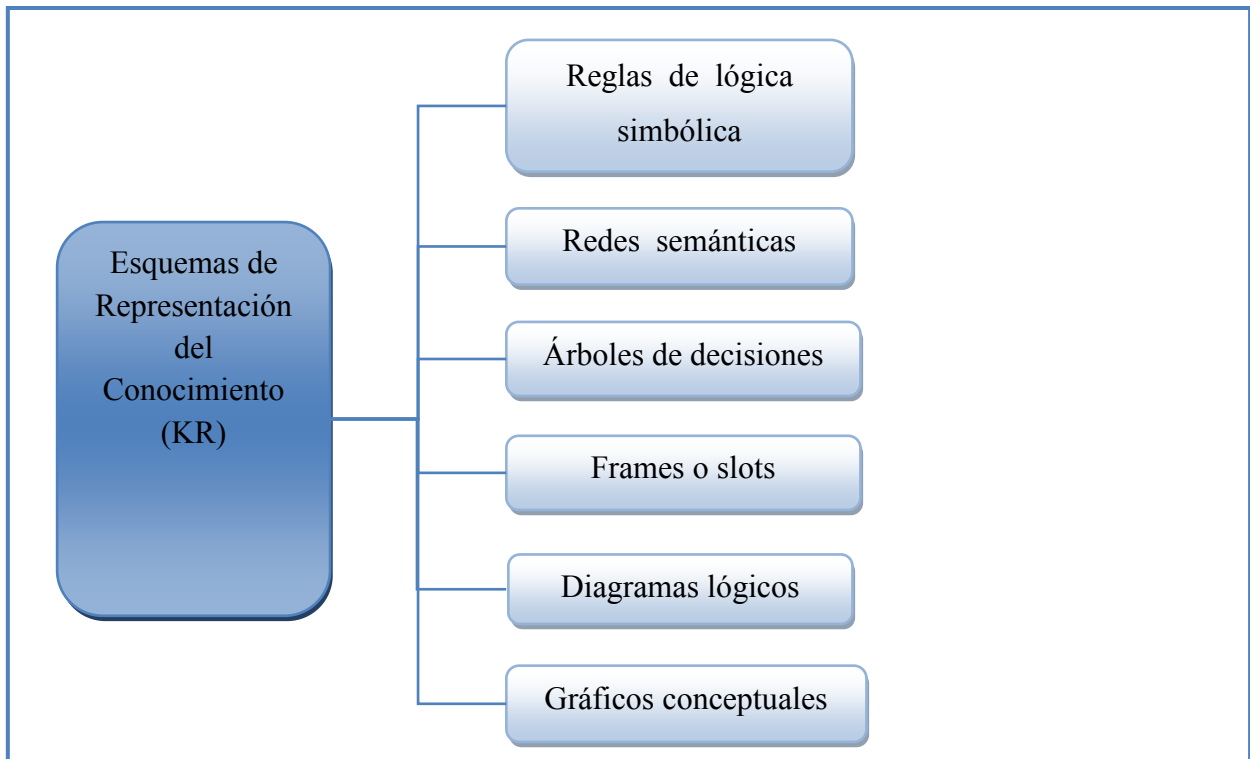 Esquemas de
Representación
del
Conocimiento
(KR)
Reglas de lógica
simbólica
Redes semánticas
Árboles de decisiones
Frames o slots
Diagramas lógicos
Gráficos conceptuales